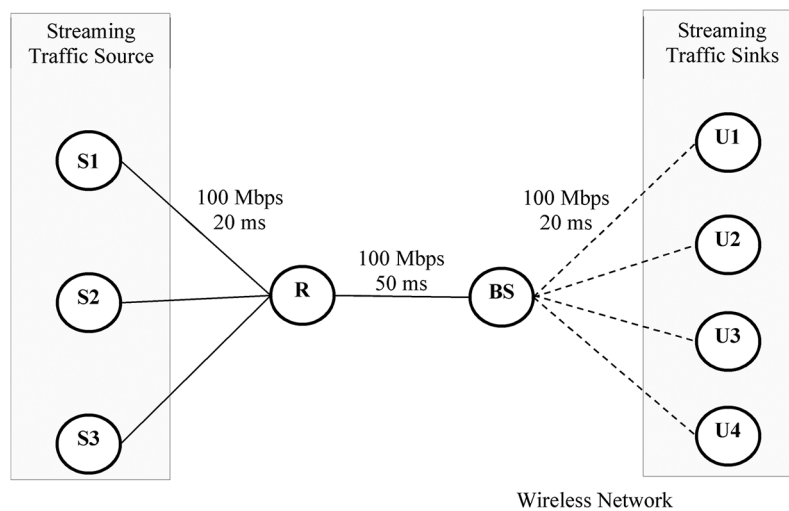 Streaming
Traffic Source
Streaming
Traffic Sinks
S1
S2
S3
100 Mbps
20 ms
R
100 Mbps
50 ms
BS
100 Mbps
20 ms
U1
U2
U3
U4
Wireless Network